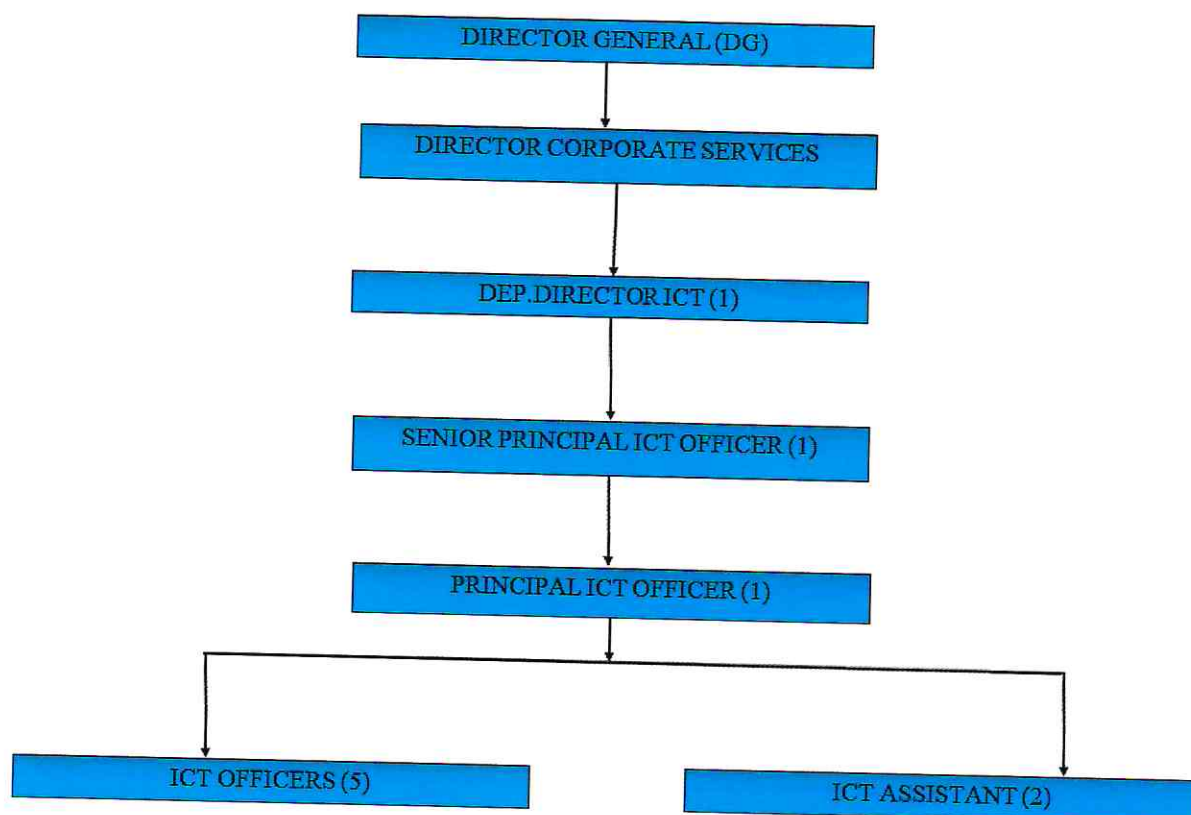 DIRECTOR GENERAL (DG)
DIRECTOR CORPORATE SERVICES
DEP.DIRECTOR ICT (1)
SENIOR PRINCIPAL ICT OFFICER (1)
PRINCIPAL ICT OFFICER (1)
ICT OFFICERS (5)
ICT ASSISTANT (2)